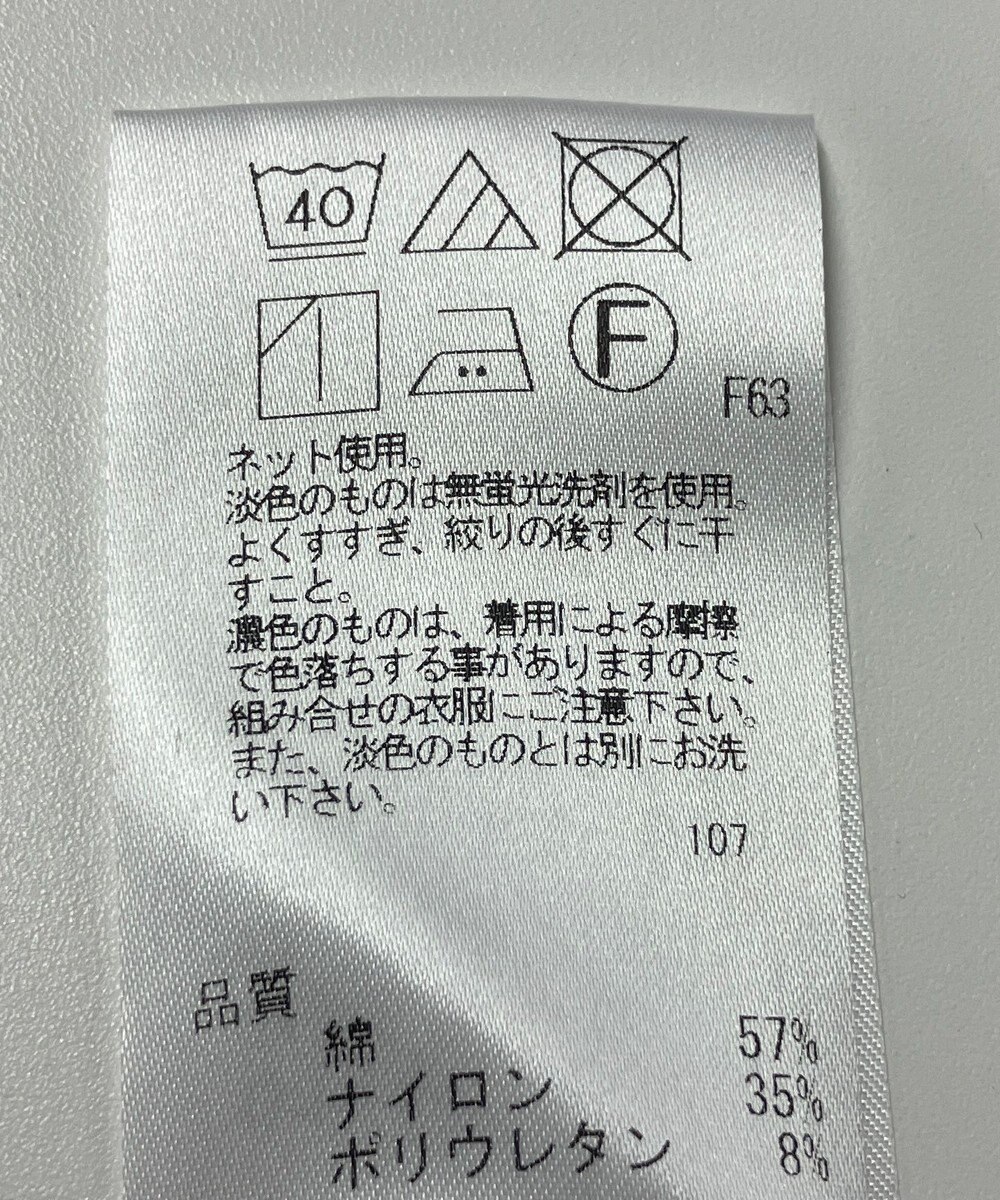 40
F
F63
ネット使用。
淡色のものは無蛍光洗剤を使用。
よくすすぎ、絞りの後すぐに干
すこと。
濃色のものは、着用による摩擦
で色落ちする事がありますので、
組み合せの衣服にご注意下さい。
また、淡色のものとは別にお洗
い下さい。
107
品質
綿 57%
ナイロン 35%
ポリウレタン 8%